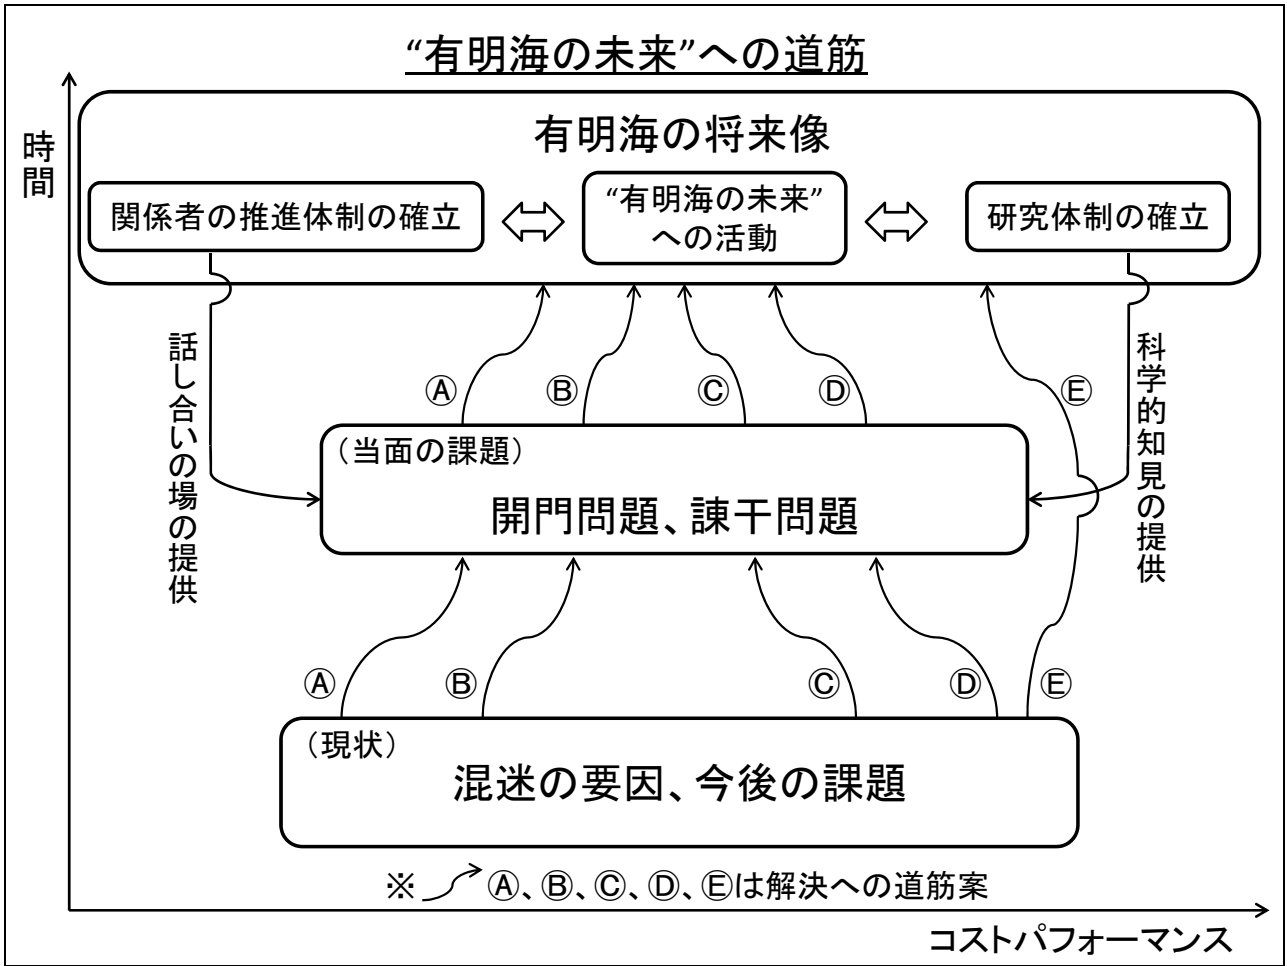 “有明海の未来”への道筋
時間
有明海の将来像
関係者の推進体制の確立
“有明海の未来”
への活動
研究体制の確立
話し合いの場の提供
科学的知見の提供
Ⓐ
Ⓑ
Ⓒ
Ⓓ
Ⓔ
（当面の課題）
開門問題、諫干問題
Ⓐ
Ⓑ
Ⓒ
Ⓓ
Ⓔ
（現状）
混迷の要因、今後の課題
※ Ⓐ、Ⓑ、Ⓒ、Ⓓ、Ⓔは解決への道筋案
コストパフォーマンス